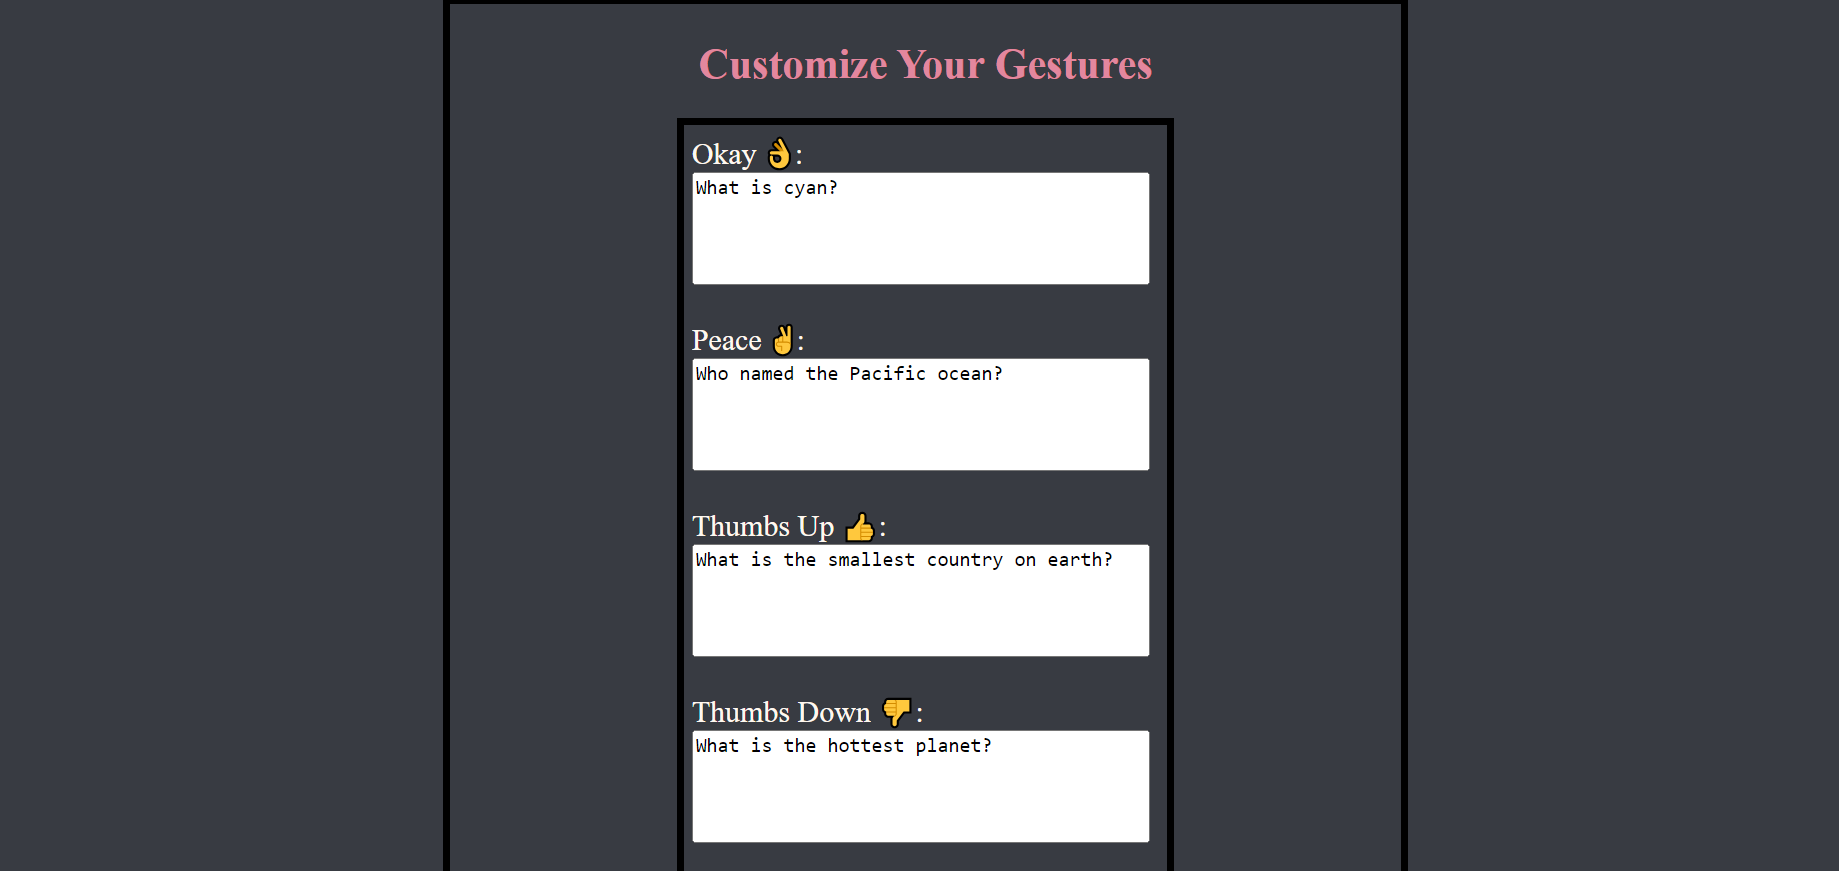 Customize Your Gestures
Okay 👌:
What is cyan?
Peace ✌:
Who named the Pacific ocean?
Thumbs Up 👍:
What is the smallest country on earth?
Thumbs Down 👎:
What is the hottest planet?